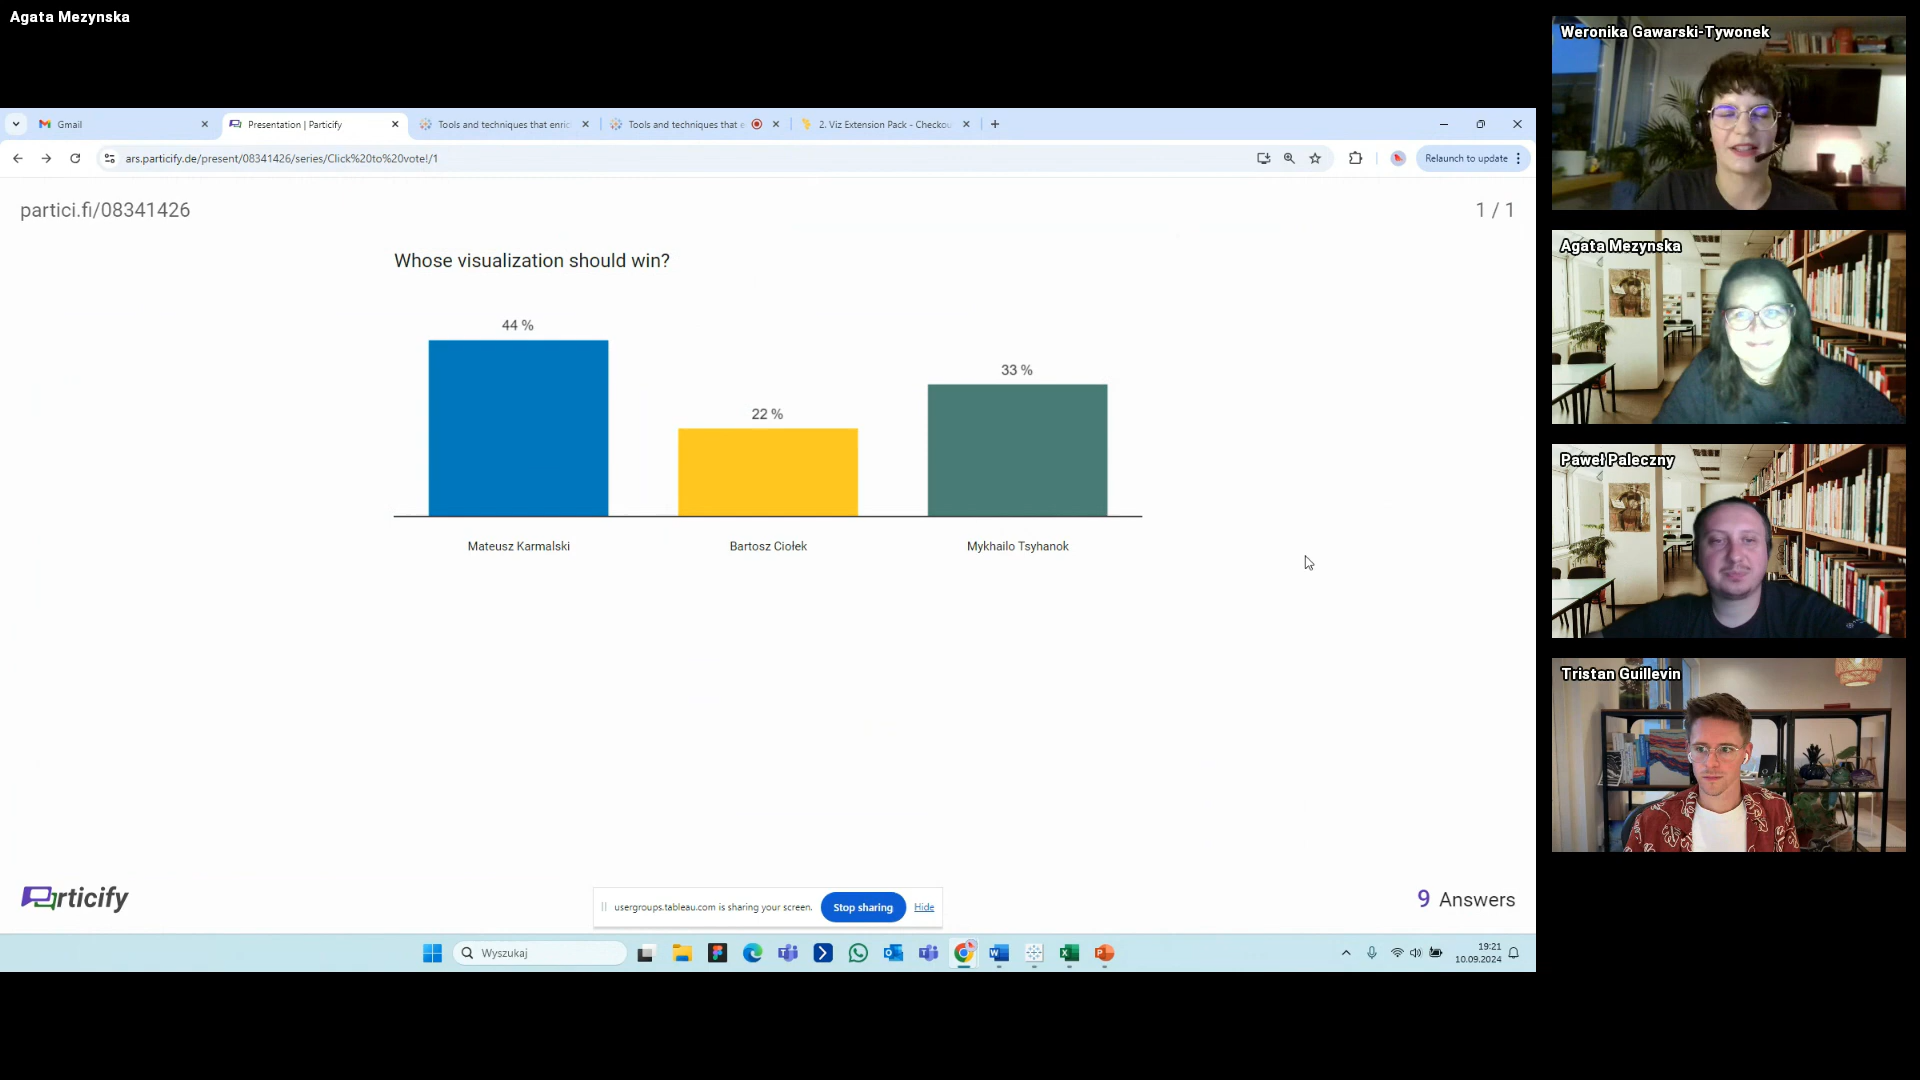 Agata Mezynska
Gmail
Presentation | Particify
Tools and techniques that enric
Tools and techniques that e
2. Viz Extension Pack - Checkou
ars.particify.de/present/08341426/series/Click%20to%20vote!/1
Relaunch to update
partici.fi/08341426
1 / 1
Whose visualization should win?
44 %
22 %
33 %
Mateusz Karmalski
Bartosz Ciołek
Mykhailo Tsyhanok
Particify
usergroups.tableau.com is sharing your screen.
Stop sharing
Hide
9 Answers
Wyszukaj
19:21
10.09.2024
Weronika Gawarski-Tywonek
Agata Mezynska
Paweł Paleczny
Tristan Guillevin